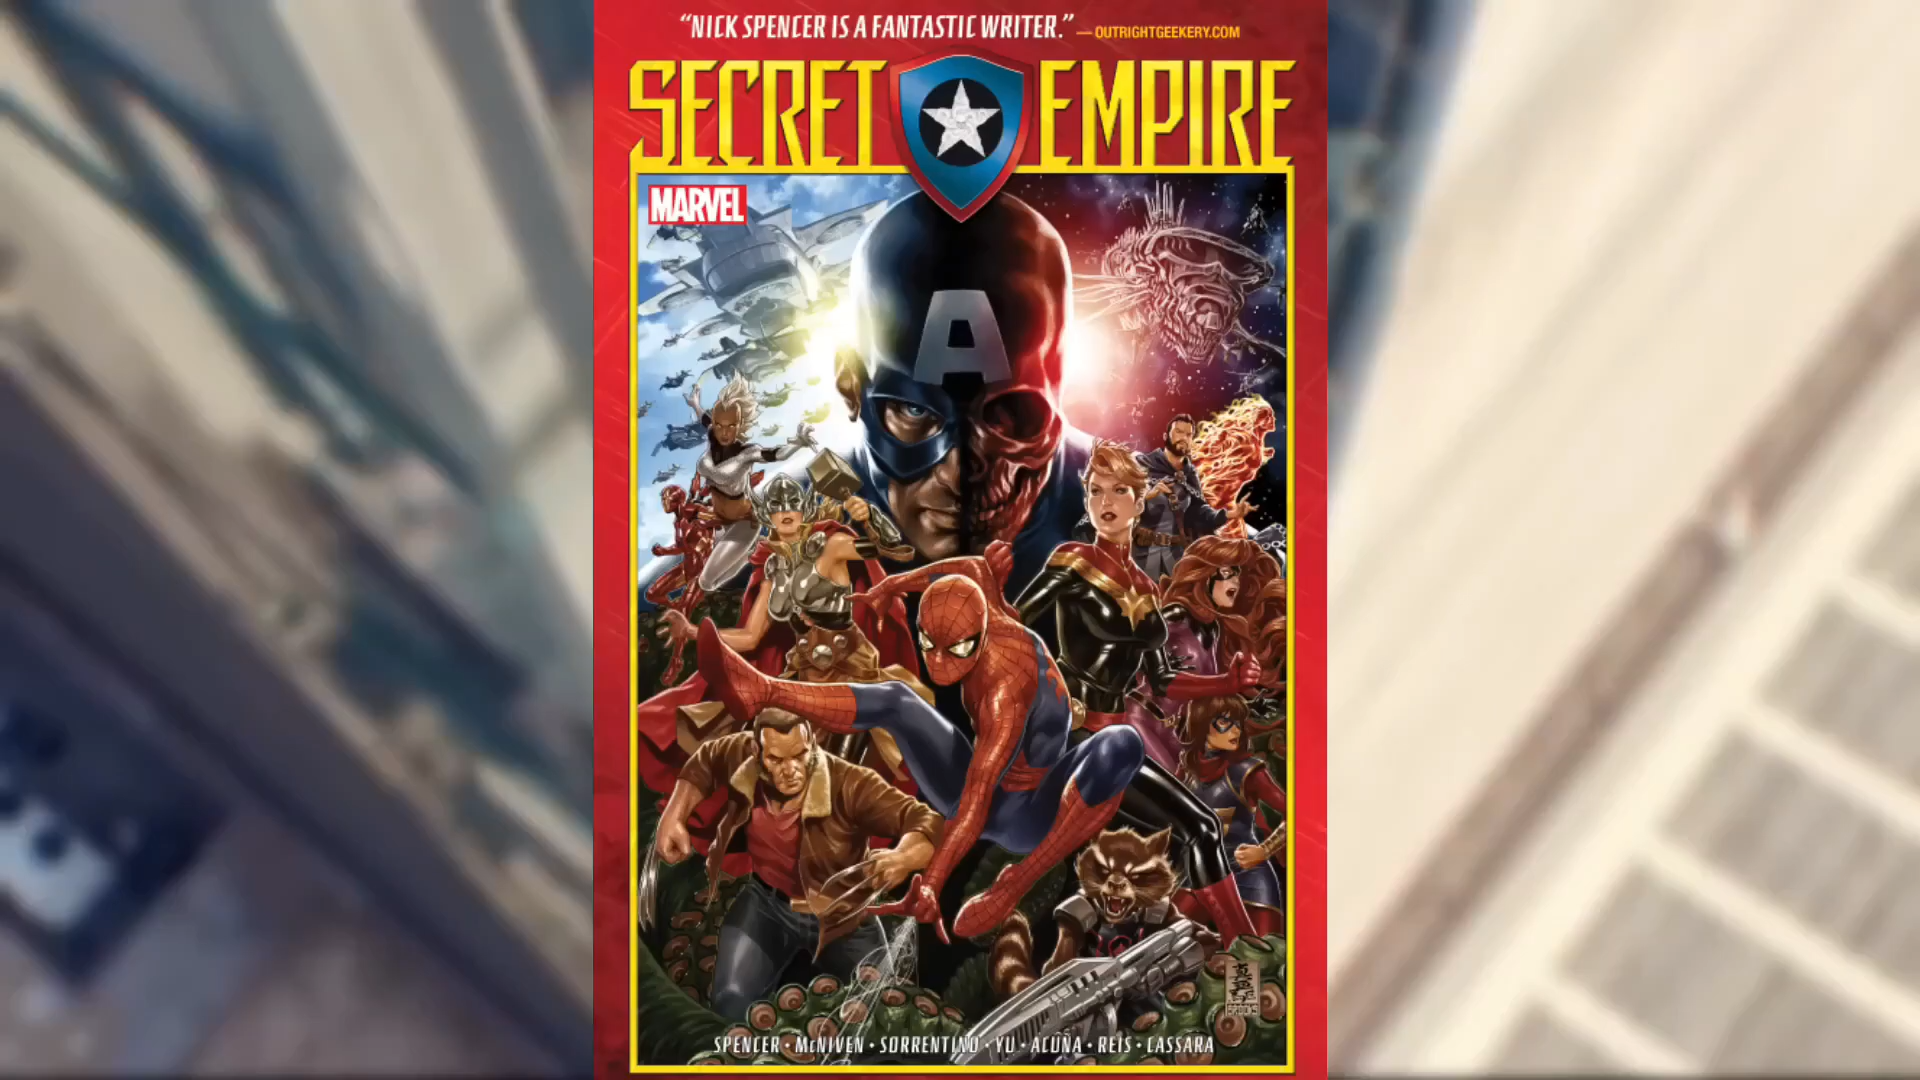 "NICK SPENCER IS A FANTASTIC WRITER." — OUTRIGHTGEEKERY.COM
SECRET EMPIRE
MARVEL
A
SPENCER • McNIVEN • SORRENTINO • YU • ACUÑA • REIS • CASSARA